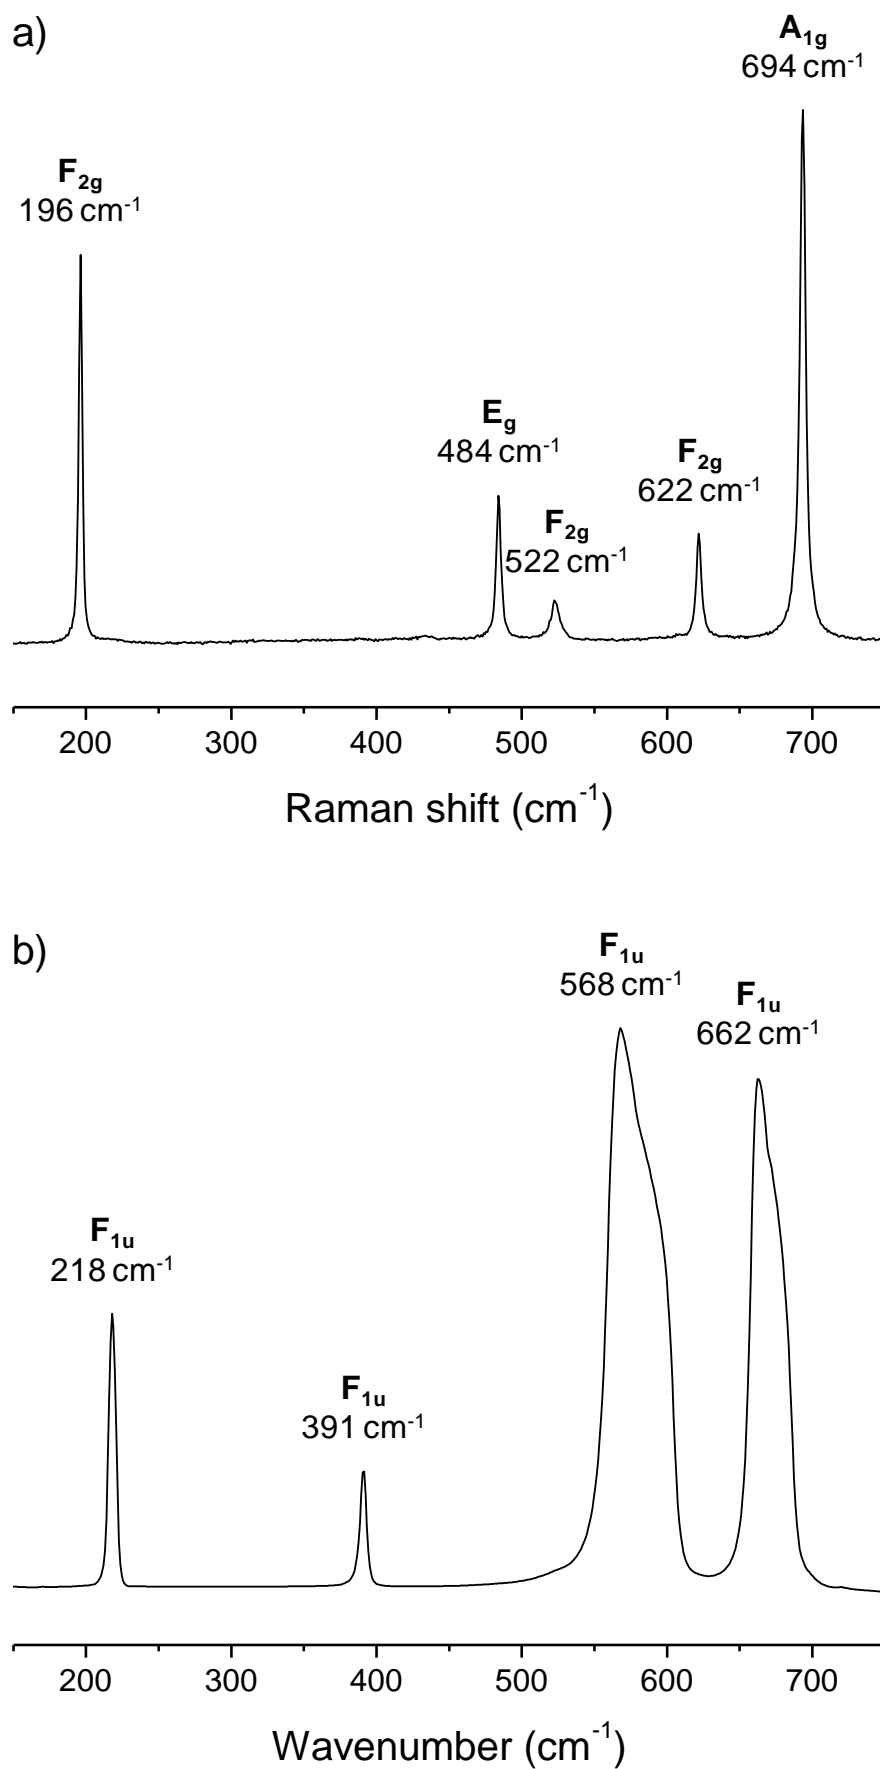 a)
A₁g
694 cm⁻¹
F₂g
196 cm⁻¹
E_g
484 cm⁻¹
F₂g
622 cm⁻¹
F₂g
522 cm⁻¹
200 300 400 500 600 700
Raman shift (cm⁻¹)
b)
F₁u
568 cm⁻¹
F₁u
662 cm⁻¹
F₁u
218 cm⁻¹
F₁u
391 cm⁻¹
200 300 400 500 600 700
Wavenumber (cm⁻¹)